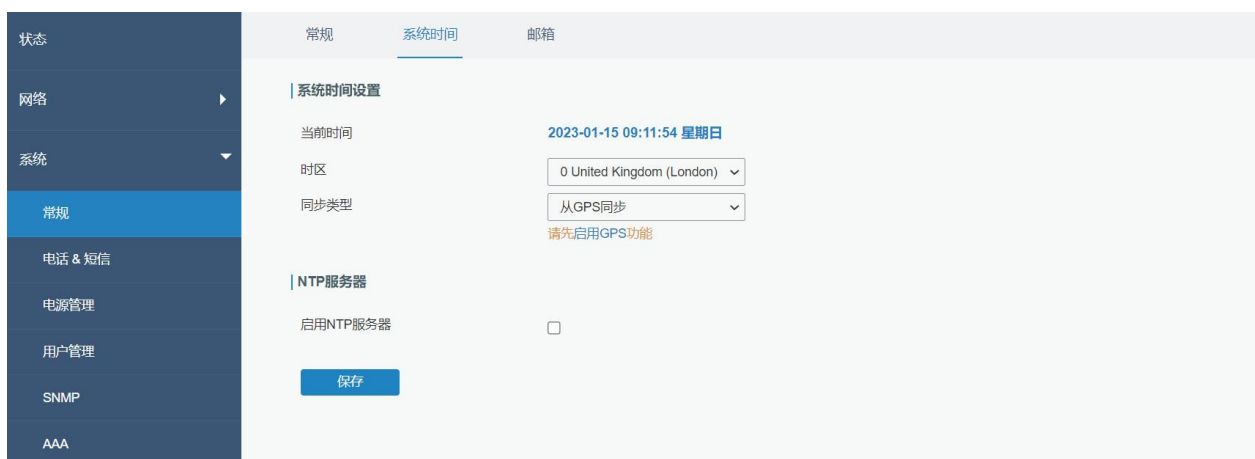 状态
网络
系统
常规
电话 & 短信
电源管理
用户管理
SNMP
AAA
常规 系统时间 邮箱
系统时间设置
当前时间 2023-01-15 09:11:54 星期日
时区 0 United Kingdom (London)
同步类型 从GPS同步
请先启用GPS功能
NTP服务器
启用NTP服务器
保存